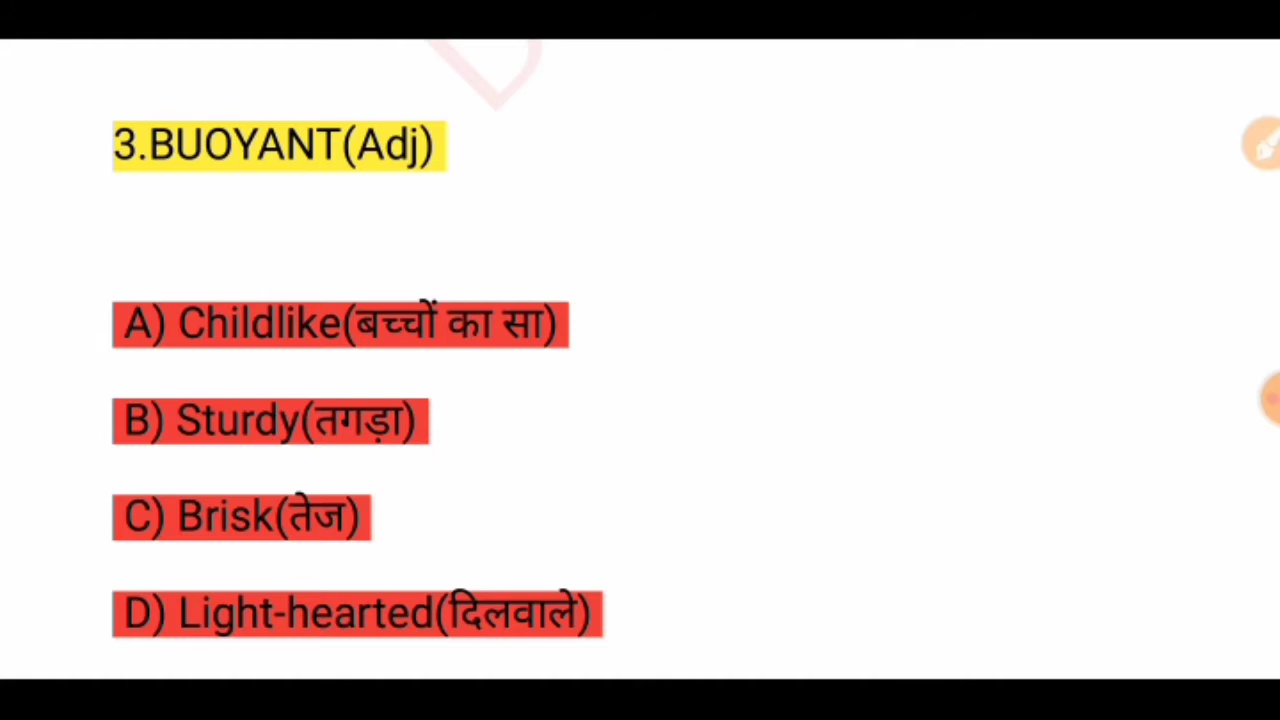 3.BUOYANT(Adj)
A) Childlike(बच्चों का सा)
B) Sturdy(तगड़ा)
C) Brisk(तेज)
D) Light-hearted(दिलवाले)